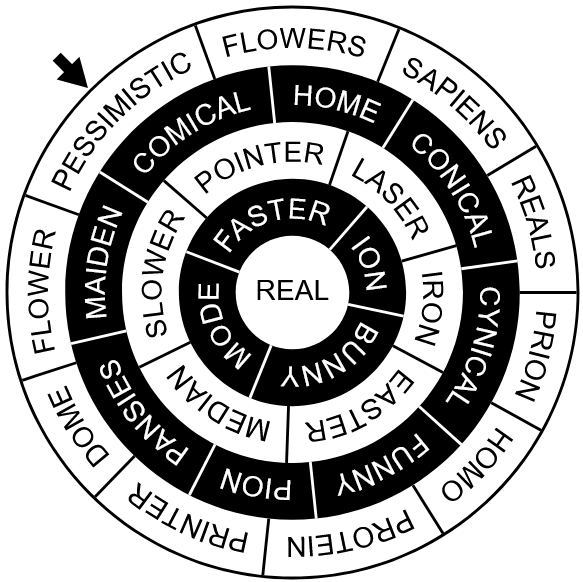 PESSIMISTIC
FLOWERS
SAPIENS
REALS
PRION
HOMO
PROTEIN
PRINTER
DOME
FLOWER
COMICAL
HOME
CONICAL
CYNICAL
FUNNY
PION
PANSIES
MAIDEN
POINTER
LASER
IRON
EASTER
MEDIAN
SLOWER
FASTER
ION
BUNNY
MODE
REAL